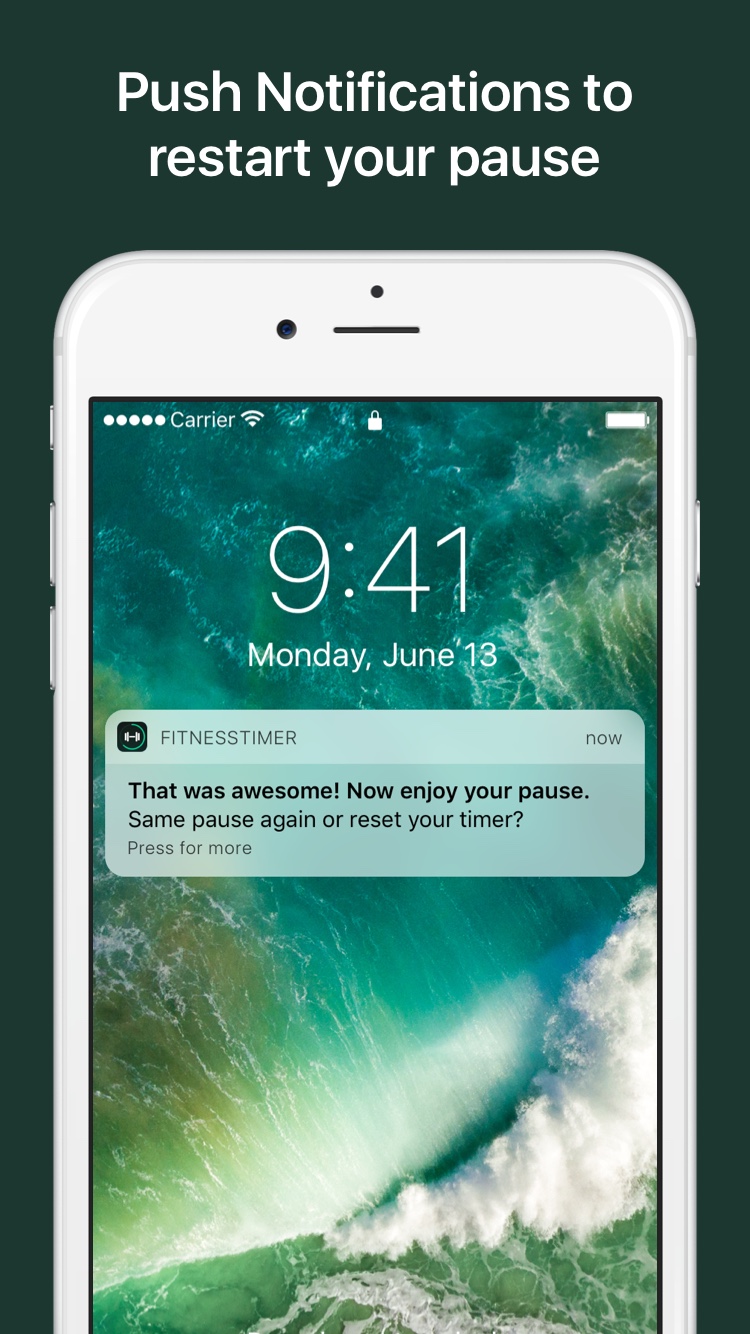 Push Notifications to
restart your pause
Carrier
9:41
Monday, June 13
FITNESSTIMER now
That was awesome! Now enjoy your pause.
Same pause again or reset your timer?
Press for more